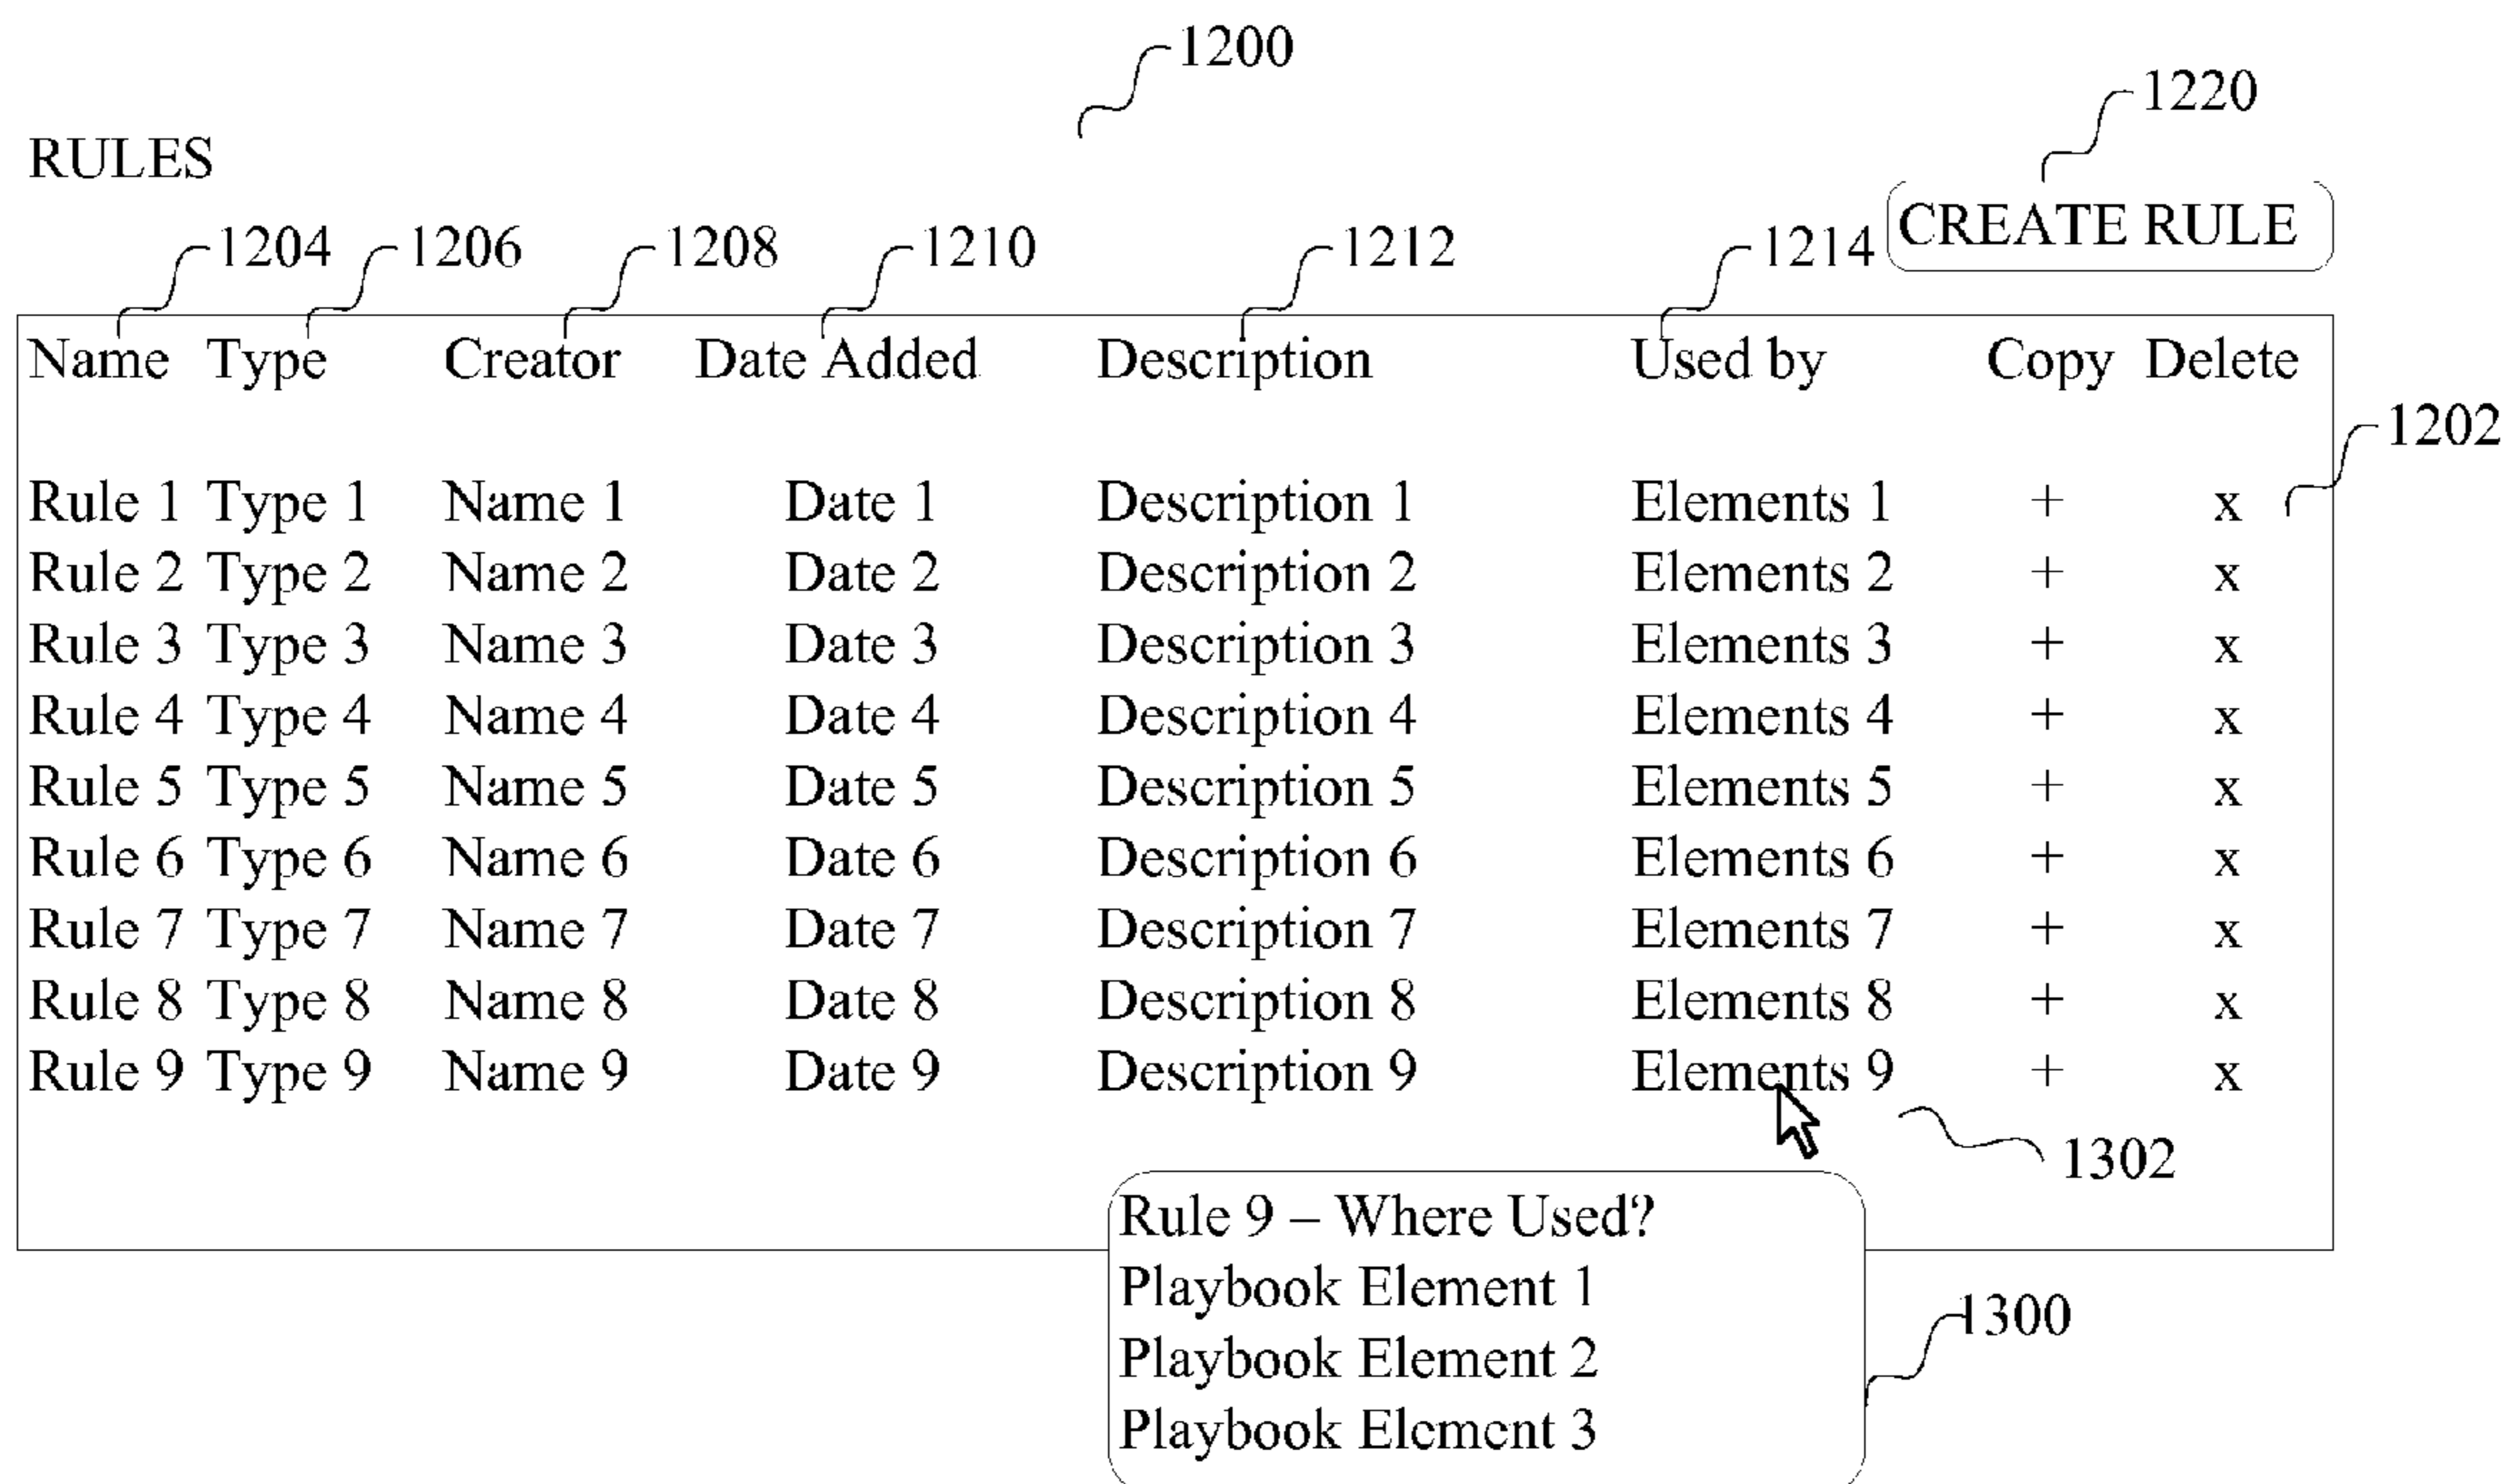 1200
1220
RULES
CREATE RULE
1204 1206 1208 1210 1212 1214
Name Type Creator Date Added Description Used by Copy Delete
1202
Rule 1 Type 1 Name 1 Date 1 Description 1 Elements 1 + x
Rule 2 Type 2 Name 2 Date 2 Description 2 Elements 2 + x
Rule 3 Type 3 Name 3 Date 3 Description 3 Elements 3 + x
Rule 4 Type 4 Name 4 Date 4 Description 4 Elements 4 + x
Rule 5 Type 5 Name 5 Date 5 Description 5 Elements 5 + x
Rule 6 Type 6 Name 6 Date 6 Description 6 Elements 6 + x
Rule 7 Type 7 Name 7 Date 7 Description 7 Elements 7 + x
Rule 8 Type 8 Name 8 Date 8 Description 8 Elements 8 + x
Rule 9 Type 9 Name 9 Date 9 Description 9 Elements 9 + x
1302
Rule 9 – Where Used?
Playbook Element 1
1300
Playbook Element 2
Playbook Element 3